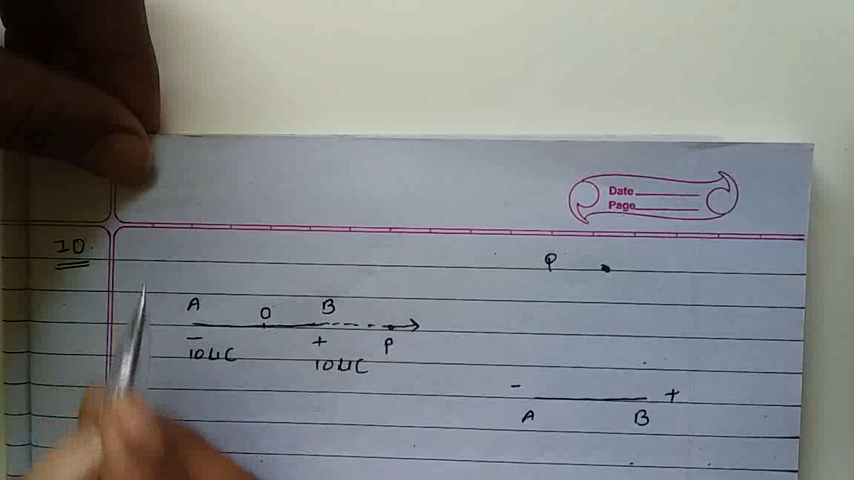 Date
Page
10.
A O B
− + P
10μC 10μC
P
− +
A B